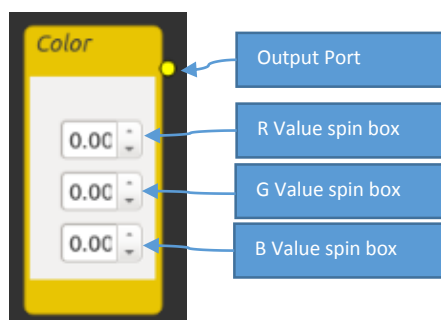 Color
Output Port
0.00
R Value spin box
0.00
G Value spin box
0.00
B Value spin box